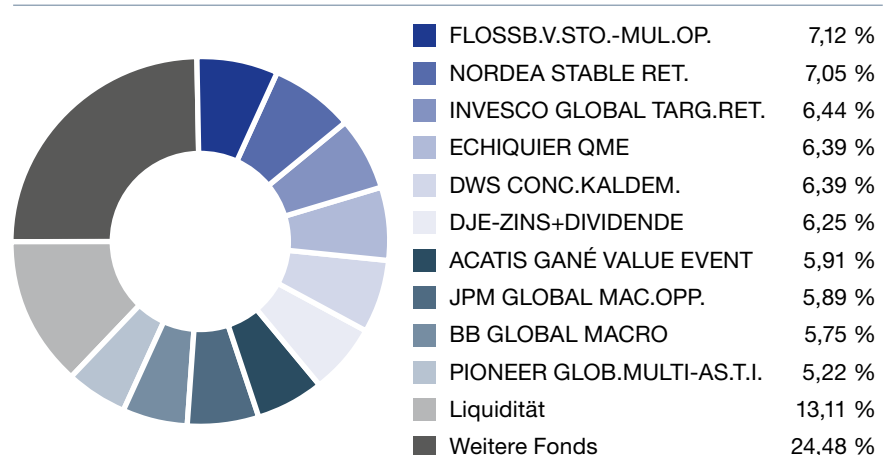 FLOSSB.V.STO.-MUL.OP. 7,12 %
NORDEA STABLE RET. 7,05 %
INVESCO GLOBAL TARG.RET. 6,44 %
ECHIQUIER QME 6,39 %
DWS CONC.KALDEM. 6,39 %
DJE-ZINS+DIVIDENDE 6,25 %
ACATIS GANÉ VALUE EVENT 5,91 %
JPM GLOBAL MAC.OPP. 5,89 %
BB GLOBAL MACRO 5,75 %
PIONEER GLOB.MULTI-AS.T.I. 5,22 %
Liquidität 13,11 %
Weitere Fonds 24,48 %